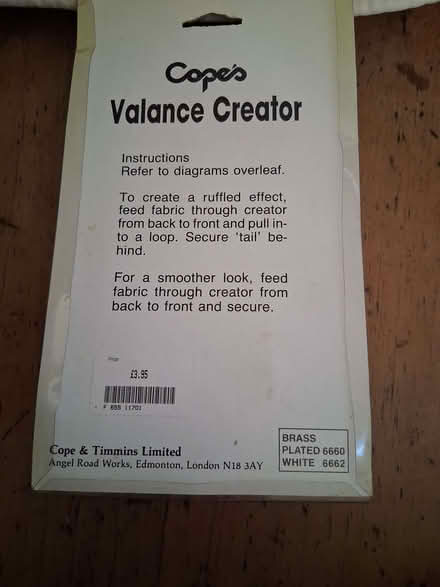 Cope's
Valance Creator
Instructions
Refer to diagrams overleaf.
To create a ruffled effect,
feed fabric through creator
from back to front and pull in-
to a loop. Secure 'tail' be-
hind.
For a smoother look, feed
fabric through creator from
back to front and secure.
£3.95
Cope & Timmins Limited
Angel Road Works, Edmonton, London N18 3AY
BRASS
PLATED 6660
WHITE 6662